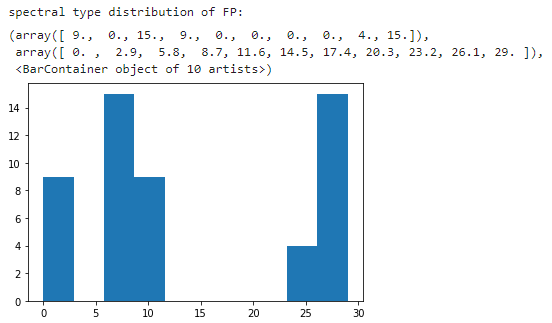 spectral type distribution of FP:
(array([ 9.,  0., 15.,  9.,  0.,  0.,  0.,  0.,  4., 15.]),
 array([ 0. ,  2.9,  5.8,  8.7, 11.6, 14.5, 17.4, 20.3, 23.2, 26.1, 29. ]),
 <BarContainer object of 10 artists>)
14
12
10
8
6
4
2
0
0 5 10 15 20 25 30